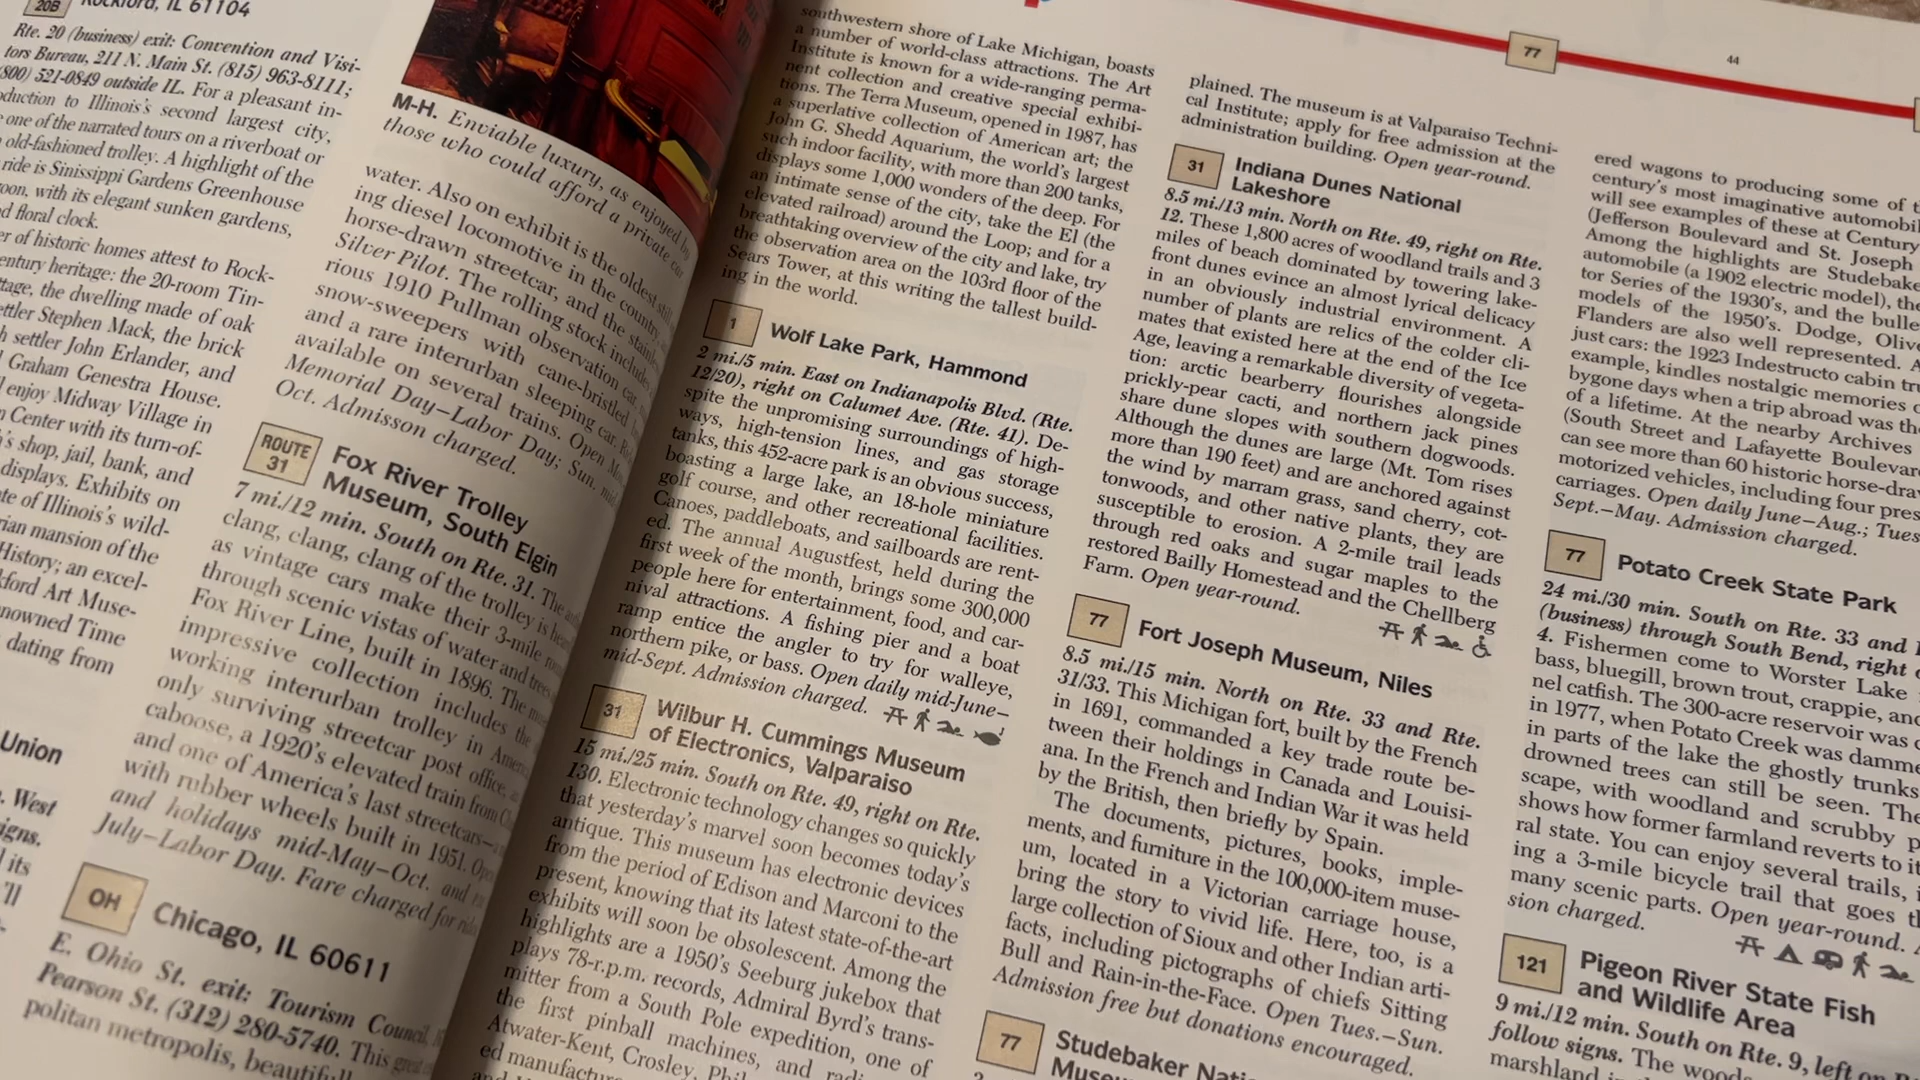 20B
Rockford, IL 61104
Rte. 20 (business) exit: Convention and Visi-
tors Bureau, 211 N. Main St. (815) 963-8111;
(800) 521-0849 outside IL. For a pleasant in-
duction to Illinois's second largest city,
one of the narrated tours on a riverboat or
old-fashioned trolley. A highlight of the
ride is Sinissippi Gardens Greenhouse
oon, with its elegant sunken gardens,
d floral clock.
er of historic homes attest to Rock-
entury heritage: the 20-room Tin-
ttage, the dwelling made of oak
ettler Stephen Mack, the brick
h settler John Erlander, and
Graham Genestra House.
enjoy Midway Village in
Center with its turn-of-
's shop, jail, bank, and
displays. Exhibits on
te of Illinois's wild-
rian mansion of the
History; an excel-
kford Art Muse-
nowned Time
dating from
Union
West
igns.
its
'll
M-H. Enviable luxury, as enjoyed by
those who could afford a private car
water. Also on exhibit is the oldest
ing diesel locomotive in the country,
horse-drawn streetcar, and the
Silver Pilot. The rolling stock includes
rious 1910 Pullman observation car,
snow-sweepers with cane-bristled
and a rare interurban sleeping car.
available on several trains. Open
Memorial Day–Labor Day; Sun.
Oct. Admisson charged.
ROUTE
31
Fox River Trolley
Museum, South Elgin
7 mi./12 min. South on Rte. 31. The
clang, clang, clang of the trolley is
as vintage cars make their 3-mile
through scenic vistas of water and trees
Fox River Line, built in 1896. The
impressive collection includes the
working interurban trolley in
only surviving streetcar post office,
caboose, a 1920's elevated train from
and one of America's last streetcars—
with rubber wheels built in 1951.
and holidays mid-May–Oct. and
July–Labor Day. Fare charged for
OH
Chicago, IL 60611
E. Ohio St. exit: Tourism Council,
Pearson St. (312) 280-5740. This
politan metropolis,
77
44
southwestern shore of Lake Michigan, boasts
a number of world-class attractions. The Art
Institute is known for a wide-ranging perma-
nent collection and creative special exhibi-
tions. The Terra Museum, opened in 1987, has
a superlative collection of American art; the
John G. Shedd Aquarium, the world's largest
such indoor facility, with more than 200 tanks,
displays some 1,000 wonders of the deep. For
an intimate sense of the city, take the El (the
elevated railroad) around the Loop; and for a
breathtaking overview of the city and lake, try
the observation area on the 103rd floor of the
Sears Tower, at this writing the tallest build-
ing in the world.
1
Wolf Lake Park, Hammond
2 mi./5 min. East on Indianapolis Blvd. (Rte.
12/20), right on Calumet Ave. (Rte. 41). De-
spite the unpromising surroundings of high-
ways, high-tension lines, and gas storage
tanks, this 452-acre park is an obvious success,
boasting a large lake, an 18-hole miniature
golf course, and other recreational facilities.
Canoes, paddleboats, and sailboards are rent-
ed. The annual Augustfest, held during the
first week of the month, brings some 300,000
people here for entertainment, food, and car-
nival attractions. A fishing pier and a boat
ramp entice the angler to try for walleye,
northern pike, or bass. Open daily mid-June–
mid-Sept. Admission charged.
31
Wilbur H. Cummings Museum
of Electronics, Valparaiso
15 mi./25 min. South on Rte. 49, right on Rte.
130. Electronic technology changes so quickly
that yesterday's marvel soon becomes today's
antique. This museum has electronic devices
from the period of Edison and Marconi to the
present, knowing that its latest state-of-the-art
exhibits will soon be obsolescent. Among the
highlights are a 1950's Seeburg jukebox that
plays 78-r.p.m. records, Admiral Byrd's trans-
mitter from a South Pole expedition, one of
the first pinball machines, and
Atwater-Kent, Crosley,
ed
plained. The museum is at Valparaiso Techni-
cal Institute; apply for free admission at the
administration building. Open year-round.
31
Indiana Dunes National
Lakeshore
8.5 mi./13 min. North on Rte. 49, right on Rte.
12. These 1,800 acres of woodland trails and 3
miles of beach dominated by towering lake-
front dunes evince an almost lyrical delicacy
in an obviously industrial environment. A
number of plants are relics of the colder cli-
mates that existed here at the end of the Ice
Age, leaving a remarkable diversity of vegeta-
tion: arctic bearberry flourishes alongside
prickly-pear cacti, and northern jack pines
share dune slopes with southern dogwoods.
Although the dunes are large (Mt. Tom rises
more than 190 feet) and are anchored against
the wind by marram grass, sand cherry, cot-
tonwoods, and other native plants, they are
susceptible to erosion. A 2-mile trail leads
through red oaks and sugar maples to the
restored Bailly Homestead and the Chellberg
Farm. Open year-round.
77
Fort Joseph Museum, Niles
8.5 mi./15 min. North on Rte. 33 and Rte.
31/33. This Michigan fort, built by the French
in 1691, commanded a key trade route be-
tween their holdings in Canada and Louisi-
ana. In the French and Indian War it was held
by the British, then briefly by Spain.
The documents, pictures, books, imple-
ments, and furniture in the 100,000-item muse-
um, located in a Victorian carriage house,
bring the story to vivid life. Here, too, is a
large collection of Sioux and other Indian arti-
facts, including pictographs of chiefs Sitting
Bull and Rain-in-the-Face. Open Tues.–Sun.
Admission free but donations encouraged.
77
Studebaker
ered wagons to producing some of
century's most imaginative
will see examples of these at Century
(Jefferson Boulevard and St. Joseph
Among the highlights are
automobile (a 1902 electric model),
tor Series of the 1930's, and the
models of the 1950's. Dodge,
Flanders are also well represented.
just cars: the 1923 Indestructo cabin
example, kindles nostalgic memories
bygone days when a trip abroad was
of a lifetime. At the nearby Archives
(South Street and Lafayette
can see more than 60 historic
motorized vehicles, including four
carriages. Open daily June–Aug.;
Sept.–May. Admission charged.
77
Potato Creek State Park
24 mi./30 min. South on Rte. 33 and
(business) through South Bend, right
4. Fishermen come to Worster Lake
bass, bluegill, brown trout, crappie,
nel catfish. The 300-acre reservoir was
in 1977, when Potato Creek was
in parts of the lake the ghostly trunks
drowned trees can still be seen.
scape, with woodland and scrubby
shows how former farmland reverts to
ral state. You can enjoy several trails,
ing a 3-mile bicycle trail that goes
many scenic parts. Open year-round.
sion charged.
121
Pigeon River State Fish
and Wildlife Area
9 mi./12 min. South on Rte. 9, left on
follow signs. The
marshland